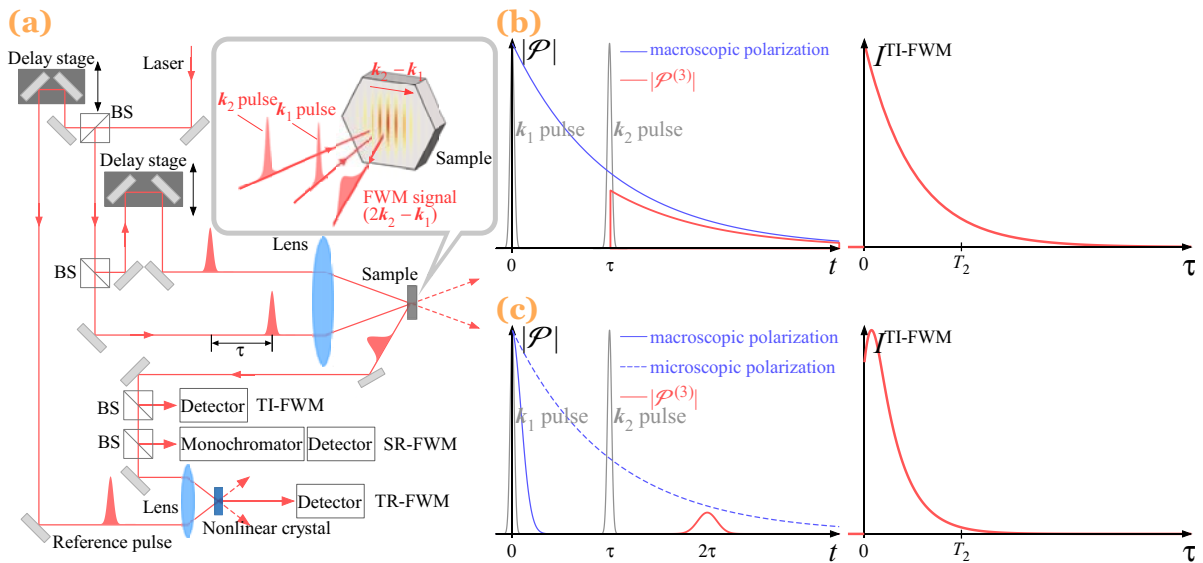 (a)
Delay stage
Laser
BS
Delay stage
k₂ − k₁
k₂ pulse
k₁ pulse
Sample
FWM signal
(2k₂ − k₁)
Lens
BS
Sample
τ
BS
Detector
TI-FWM
BS
Monochromator
Detector
SR-FWM
Lens
Detector
TR-FWM
Nonlinear crystal
Reference pulse
(b)
|𝒫|
macroscopic polarization
|𝒫⁽³⁾|
k₁ pulse
k₂ pulse
0
τ
t
I^TI-FWM
0
T₂
τ
(c)
|𝒫|
macroscopic polarization
microscopic polarization
|𝒫⁽³⁾|
k₁ pulse
k₂ pulse
0
τ
2τ
t
I^TI-FWM
0
T₂
τ